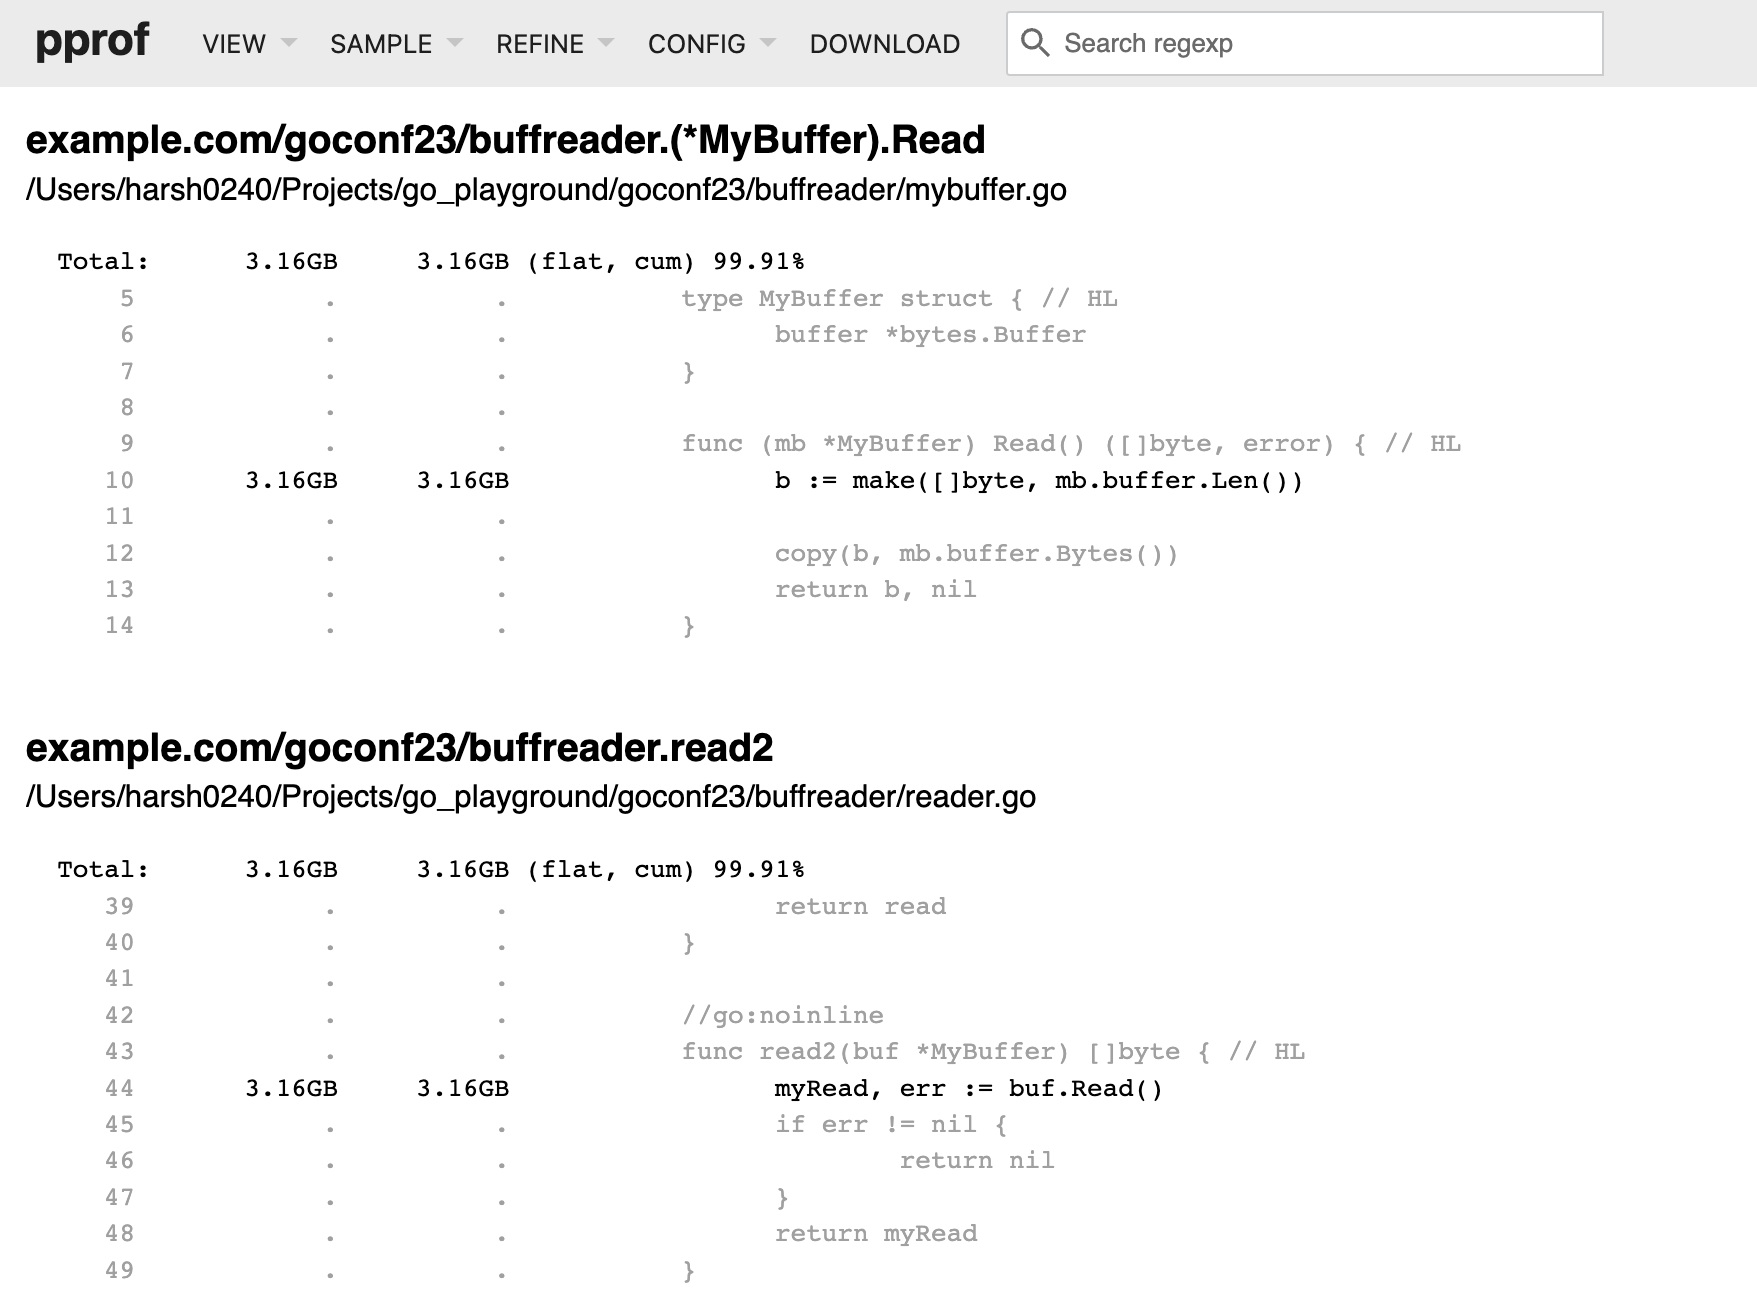 pprof VIEW SAMPLE REFINE CONFIG DOWNLOAD Search regexp
example.com/goconf23/buffreader.(*MyBuffer).Read
/Users/harsh0240/Projects/go_playground/goconf23/buffreader/mybuffer.go
Total: 3.16GB 3.16GB (flat, cum) 99.91%
5 . . type MyBuffer struct { // HL
6 . . buffer *bytes.Buffer
7 . . }
8 . .
9 . . func (mb *MyBuffer) Read() ([]byte, error) { // HL
10 3.16GB 3.16GB b := make([]byte, mb.buffer.Len())
11 . .
12 . . copy(b, mb.buffer.Bytes())
13 . . return b, nil
14 . . }
example.com/goconf23/buffreader.read2
/Users/harsh0240/Projects/go_playground/goconf23/buffreader/reader.go
Total: 3.16GB 3.16GB (flat, cum) 99.91%
39 . . return read
40 . . }
41 . .
42 . . //go:noinline
43 . . func read2(buf *MyBuffer) []byte { // HL
44 3.16GB 3.16GB myRead, err := buf.Read()
45 . . if err != nil {
46 . . return nil
47 . . }
48 . . return myRead
49 . . }